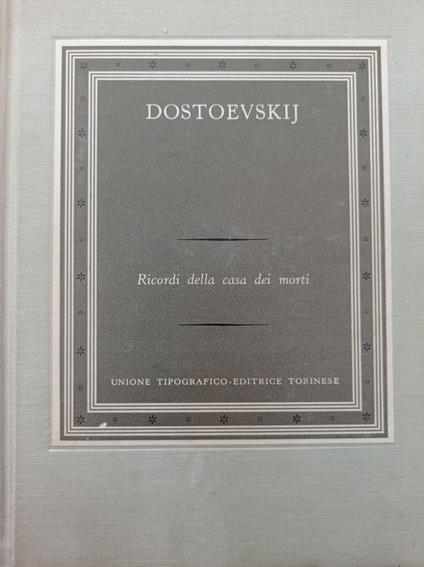 DOSTOEVSKIJ
Ricordi della casa dei morti
UNIONE TIPOGRAFICO-EDITRICE TORINESE